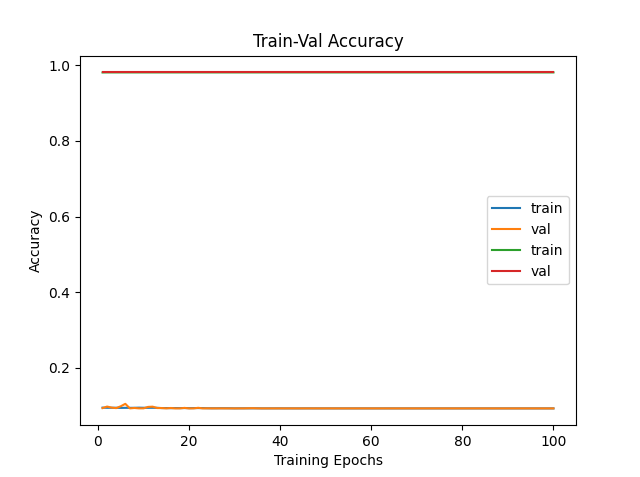 Train-Val Accuracy
1.0
0.8
0.6
0.4
0.2
Accuracy
train
val
train
val
0 20 40 60 80 100
Training Epochs